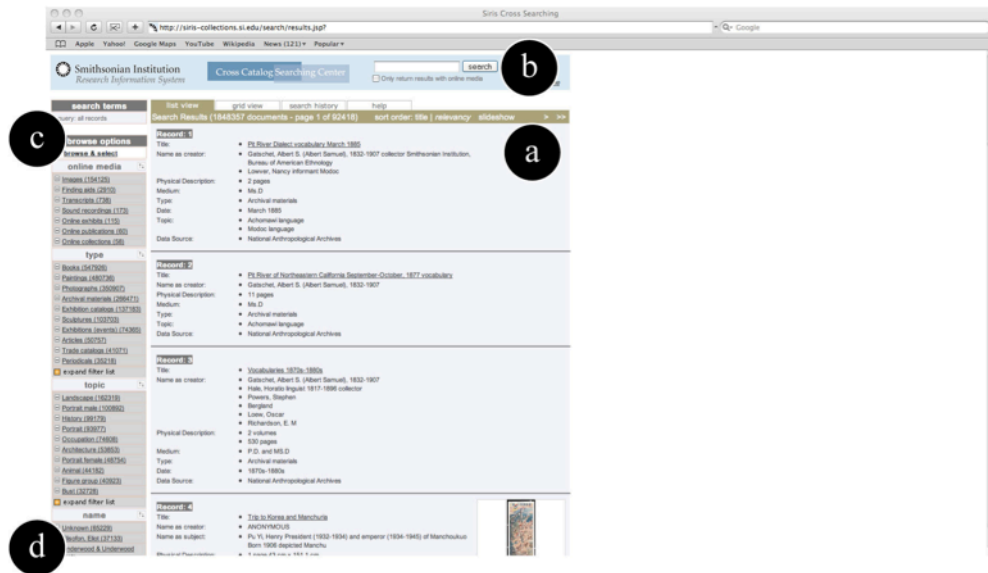 Siris Cross Searching
http://siris-collections.si.edu/search/results.jsp?
Google
Apple Yahoo! Google Maps YouTube Wikipedia News (121) Popular
Smithsonian Institution
Research Information System
Cross Catalog Searching Center
search
Only return results with online media
b
search terms
query: all records
list view grid view search history help
Search Results (1848357 documents - page 1 of 92418) sort order: title | relevancy slideshow > >>
c
browse options
browse & select
online media
Images (154125)
Finding aids (2910)
Transcripts (738)
Sound recordings (173)
Online exhibits (115)
Online publications (60)
Online collections (58)
type
Books (547926)
Paintings (480736)
Photographs (350907)
Archival materials (266471)
Exhibition catalogs (137183)
Sculptures (103703)
Exhibitions (events) (74365)
Articles (50757)
Trade catalogs (41071)
Periodicals (35218)
expand filter list
topic
Landscape (162319)
Portrait male (100892)
History (99179)
Portrait (93977)
Occupation (74608)
Architecture (53653)
Portrait female (48754)
Animal (44182)
Figure group (40923)
Bust (32728)
expand filter list
name
Unknown (65229)
Elisofon, Eliot (37133)
Underwood & Underwood
d
a
Record: 1
Title: Pit River Dialect vocabulary March 1885
Name as creator: Gatschet, Albert S. (Albert Samuel), 1832-1907 collector Smithsonian Institution,
Bureau of American Ethnology
Lowver, Nancy informant Modoc
Physical Description: 2 pages
Medium: Ms.D
Type: Archival materials
Date: March 1885
Topic: Achomawi language
Modoc language
Data Source: National Anthropological Archives
Record: 2
Title: Pit River of Northeastern California September-October, 1877 vocabulary
Name as creator: Gatschet, Albert S. (Albert Samuel), 1832-1907
Physical Description: 11 pages
Medium: Ms.D
Type: Archival materials
Topic: Achomawi language
Data Source: National Anthropological Archives
Record: 3
Title: Vocabularies 1870s-1880s
Name as creator: Gatschet, Albert S. (Albert Samuel), 1832-1907
Hale, Horatio linguist 1817-1896 collector
Powers, Stephen
Bergland
Loew, Oscar
Richardson, E. M
Physical Description: 2 volumes
530 pages
Medium: P.D. and MS.D
Type: Archival materials
Date: 1870s-1880s
Data Source: National Anthropological Archives
Record: 4
Title: Trip to Korea and Manchuria
Name as creator: ANONYMOUS
Name as subject: Pu Yi, Henry President (1932-1934) and emperor (1934-1945) of Manchoukuo
Born 1906 depicted Manchu
Physical Description: